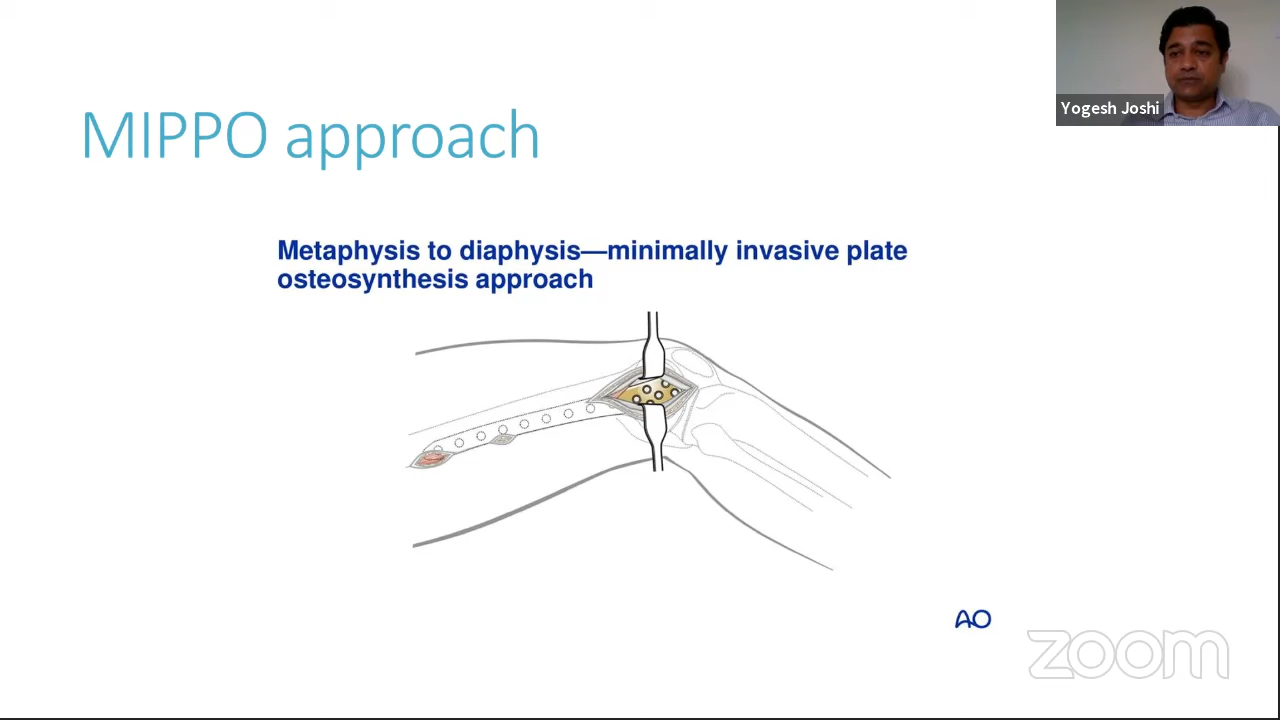 Yogesh Joshi
MIPPO approach
Metaphysis to diaphysis—minimally invasive plate
osteosynthesis approach
AO
zoom